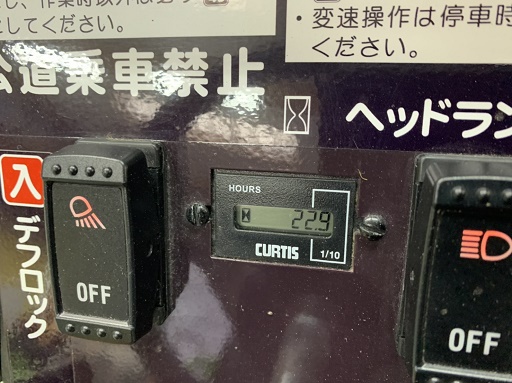 してください。
・変速操作は停車時
ください。
公道乗車禁止
ヘッドラン
入
デフロック
OFF
HOURS
22.9
CURTIS
1/10
OFF